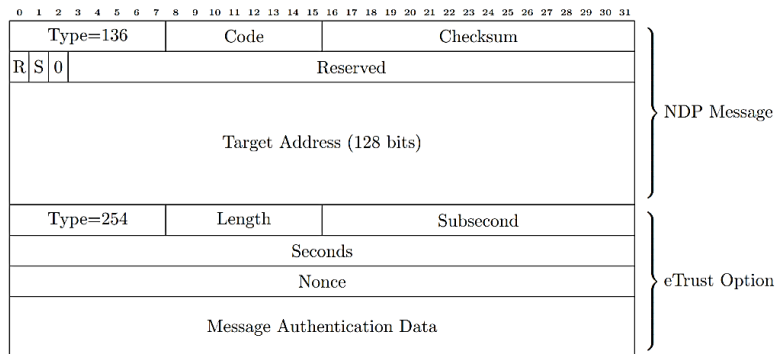 0 1 2 3 4 5 6 7 8 9 10 11 12 13 14 15 16 17 18 19 20 21 22 23 24 25 26 27 28 29 30 31
Type=136 Code Checksum
R S 0 Reserved
NDP Message
Target Address (128 bits)
Type=254 Length Subsecond
Seconds
Nonce
eTrust Option
Message Authentication Data